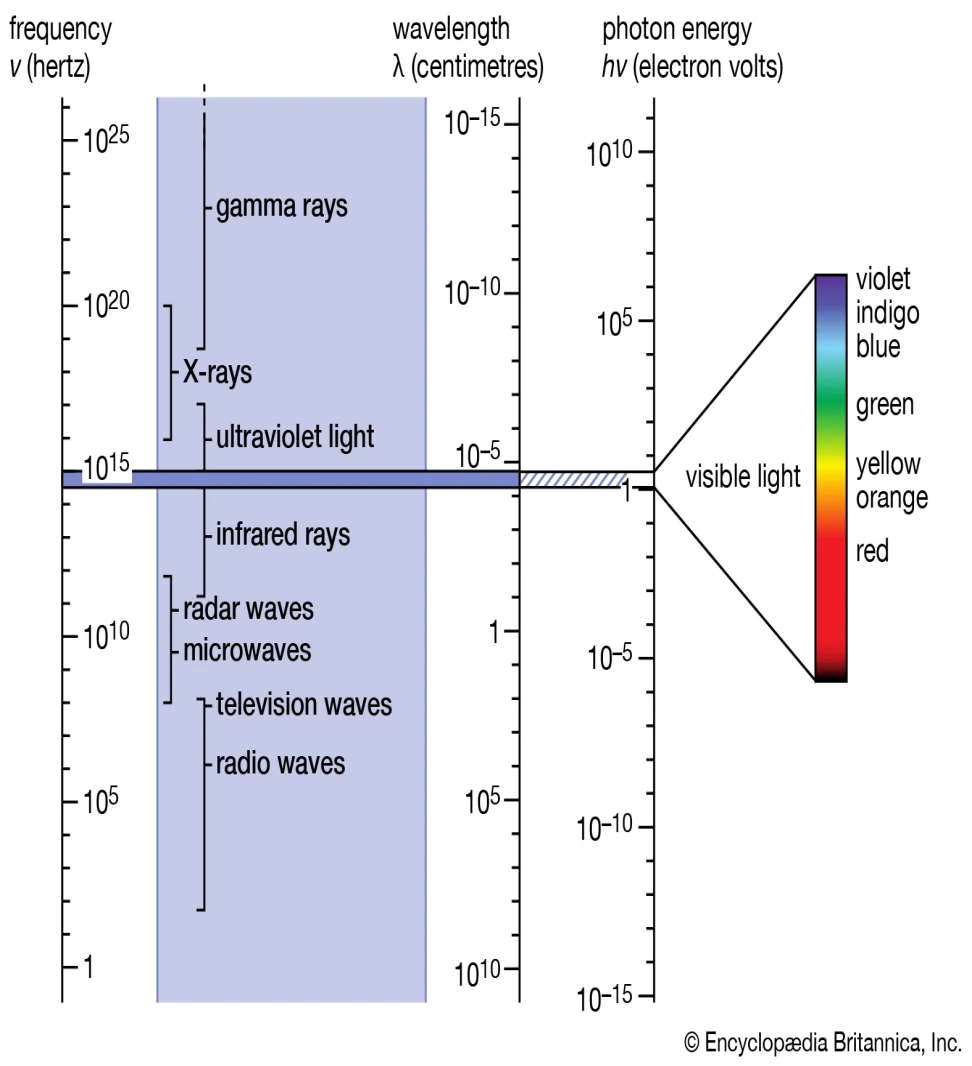 frequency
ν (hertz)
wavelength
λ (centimetres)
photon energy
hν (electron volts)
10²⁵
10²⁰
10¹⁵
10¹⁰
10⁵
1
gamma rays
X-rays
ultraviolet light
infrared rays
radar waves
microwaves
television waves
radio waves
10⁻¹⁵
10⁻¹⁰
10⁻⁵
1
10⁵
10¹⁰
10¹⁰
10⁵
1
10⁻⁵
10⁻¹⁰
10⁻¹⁵
visible light
violet
indigo
blue
green
yellow
orange
red
© Encyclopædia Britannica, Inc.